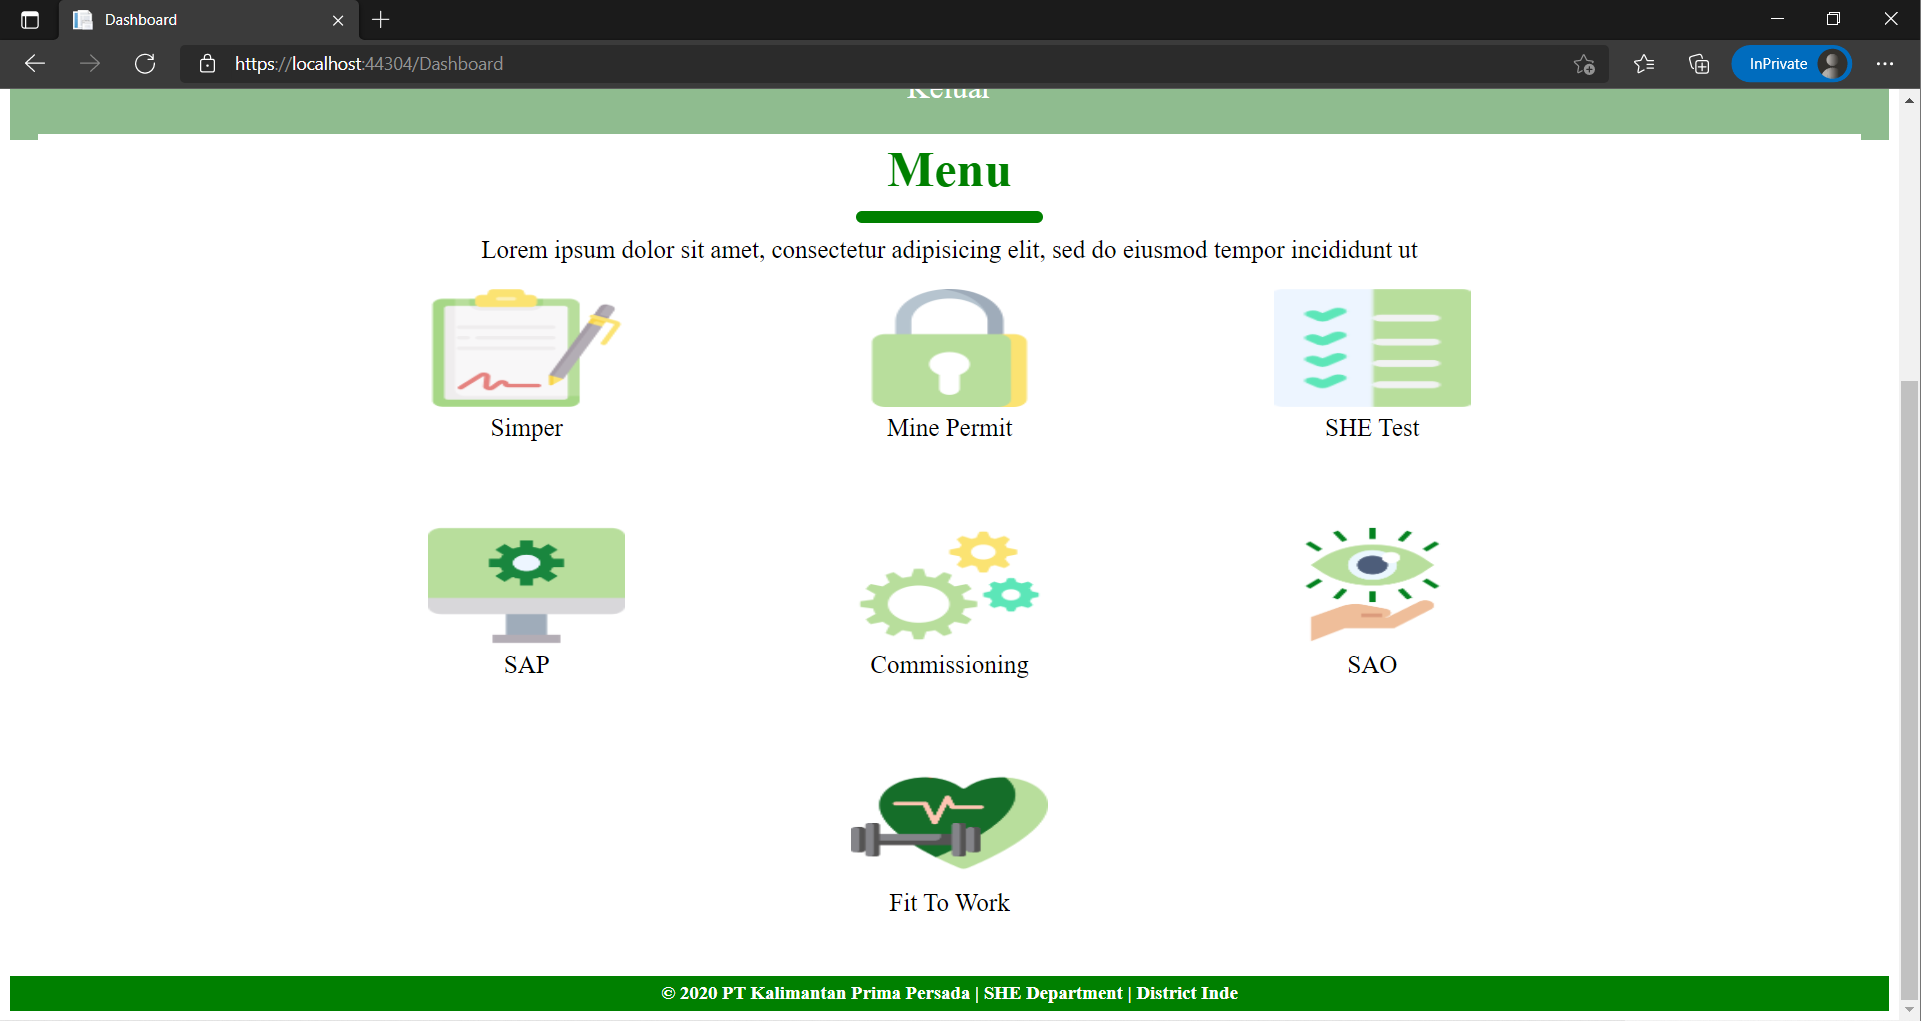 Dashboard
https://localhost:44304/Dashboard
InPrivate
Keluar
Menu
Lorem ipsum dolor sit amet, consectetur adipisicing elit, sed do eiusmod tempor incididunt ut
Simper
Mine Permit
SHE Test
SAP
Commissioning
SAO
Fit To Work
© 2020 PT Kalimantan Prima Persada | SHE Department | District Inde